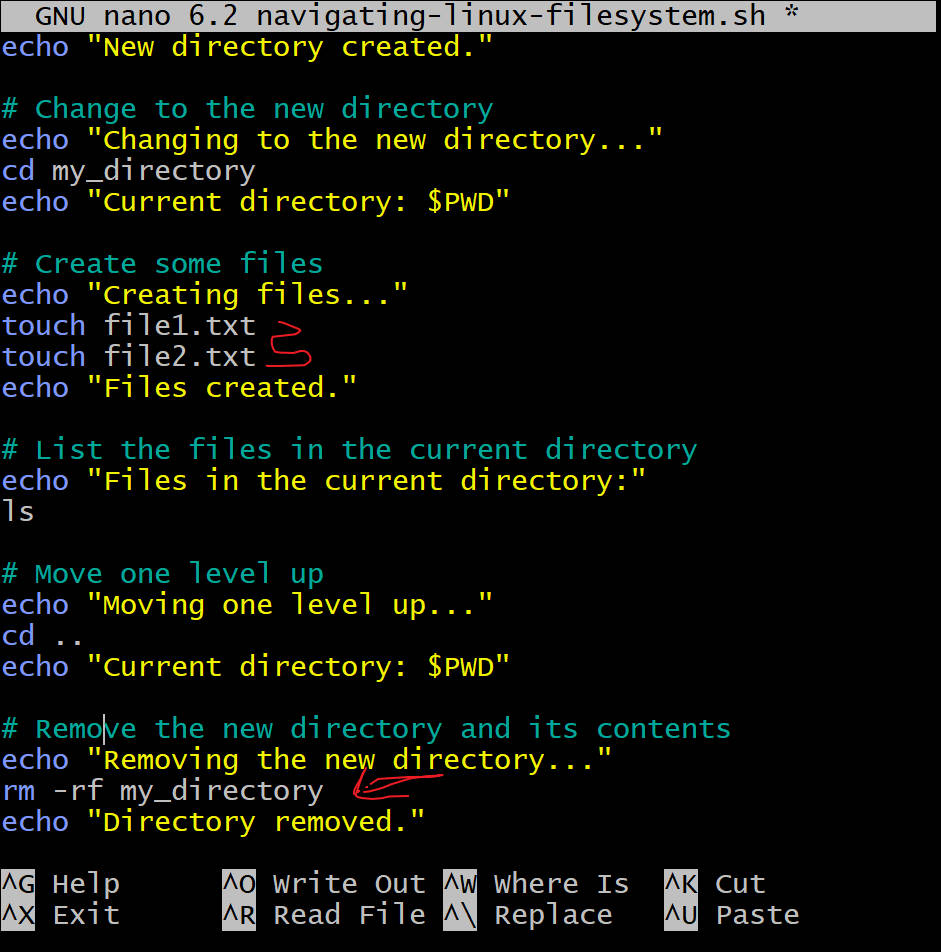 GNU nano 6.2 navigating-linux-filesystem.sh *
echo "New directory created."
# Change to the new directory
echo "Changing to the new directory..."
cd my_directory
echo "Current directory: $PWD"
# Create some files
echo "Creating files..."
touch file1.txt
touch file2.txt
echo "Files created."
# List the files in the current directory
echo "Files in the current directory:"
ls
# Move one level up
echo "Moving one level up..."
cd ..
echo "Current directory: $PWD"
# Remove the new directory and its contents
echo "Removing the new directory..."
rm -rf my_directory
echo "Directory removed."
^G Help ^O Write Out ^W Where Is ^K Cut
^X Exit ^R Read File ^\ Replace ^U Paste